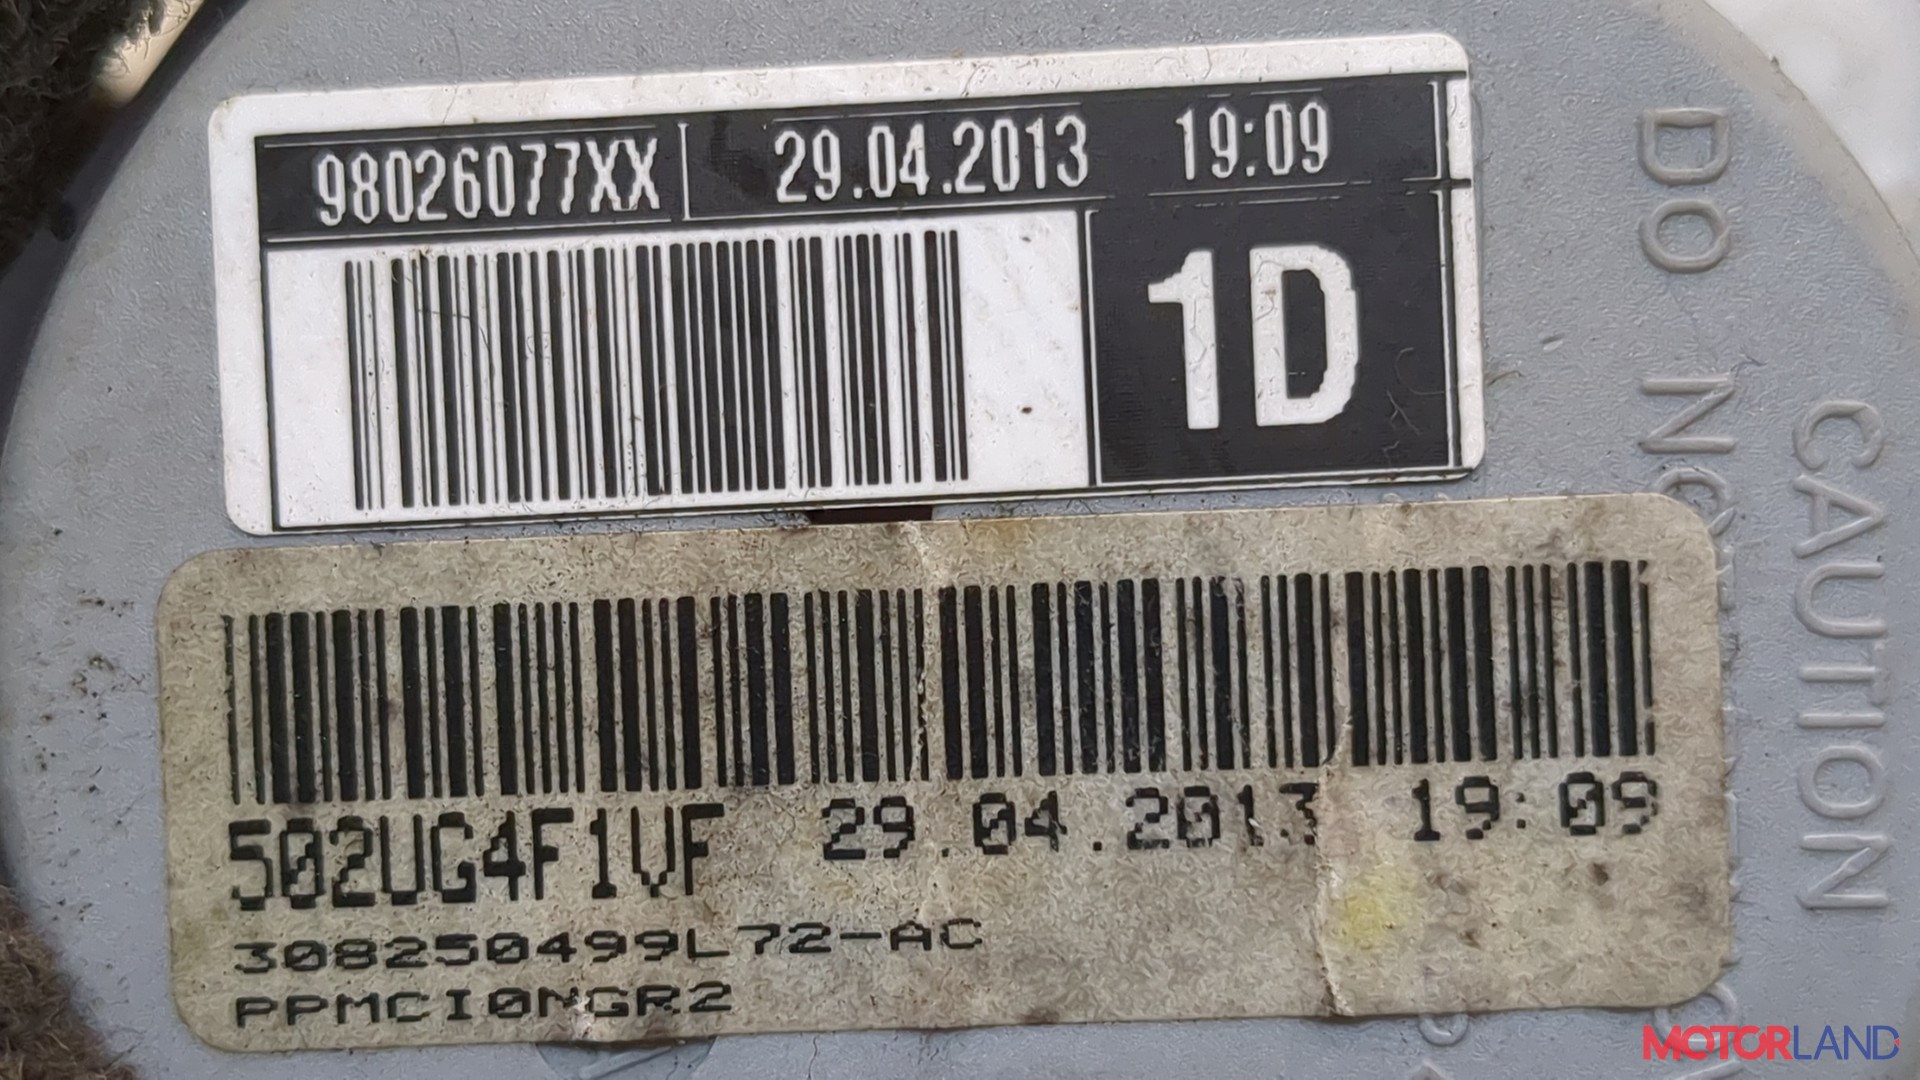 98026077XX 29.04.2013 19:09
1D
502UG4F1VF 29.04.2013 19:09
308250499L72-AC
PPMCI0NGR2
CAUTION
DO NO
MOTORLAND